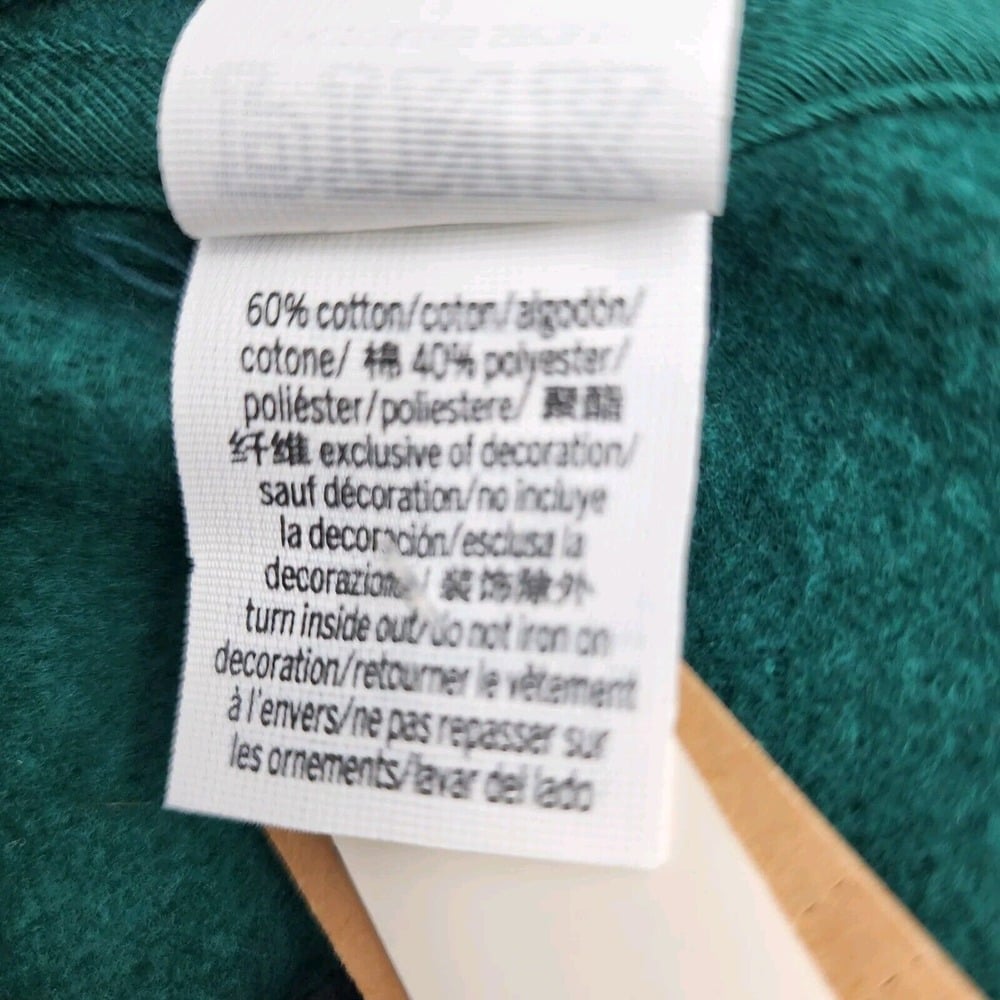 60% cotton/coton/algodón/
cotone/ 棉 40% polyester/
poliéster/poliestere/ 聚酯
纤维 exclusive of decoration/
sauf décoration/no incluye
la decoración/esclusa la
decorazione/ 装饰除外
turn inside out/do not iron on
decoration/retourner le vêtement
à l'envers/ne pas repasser sur
les ornements/lavar del lado